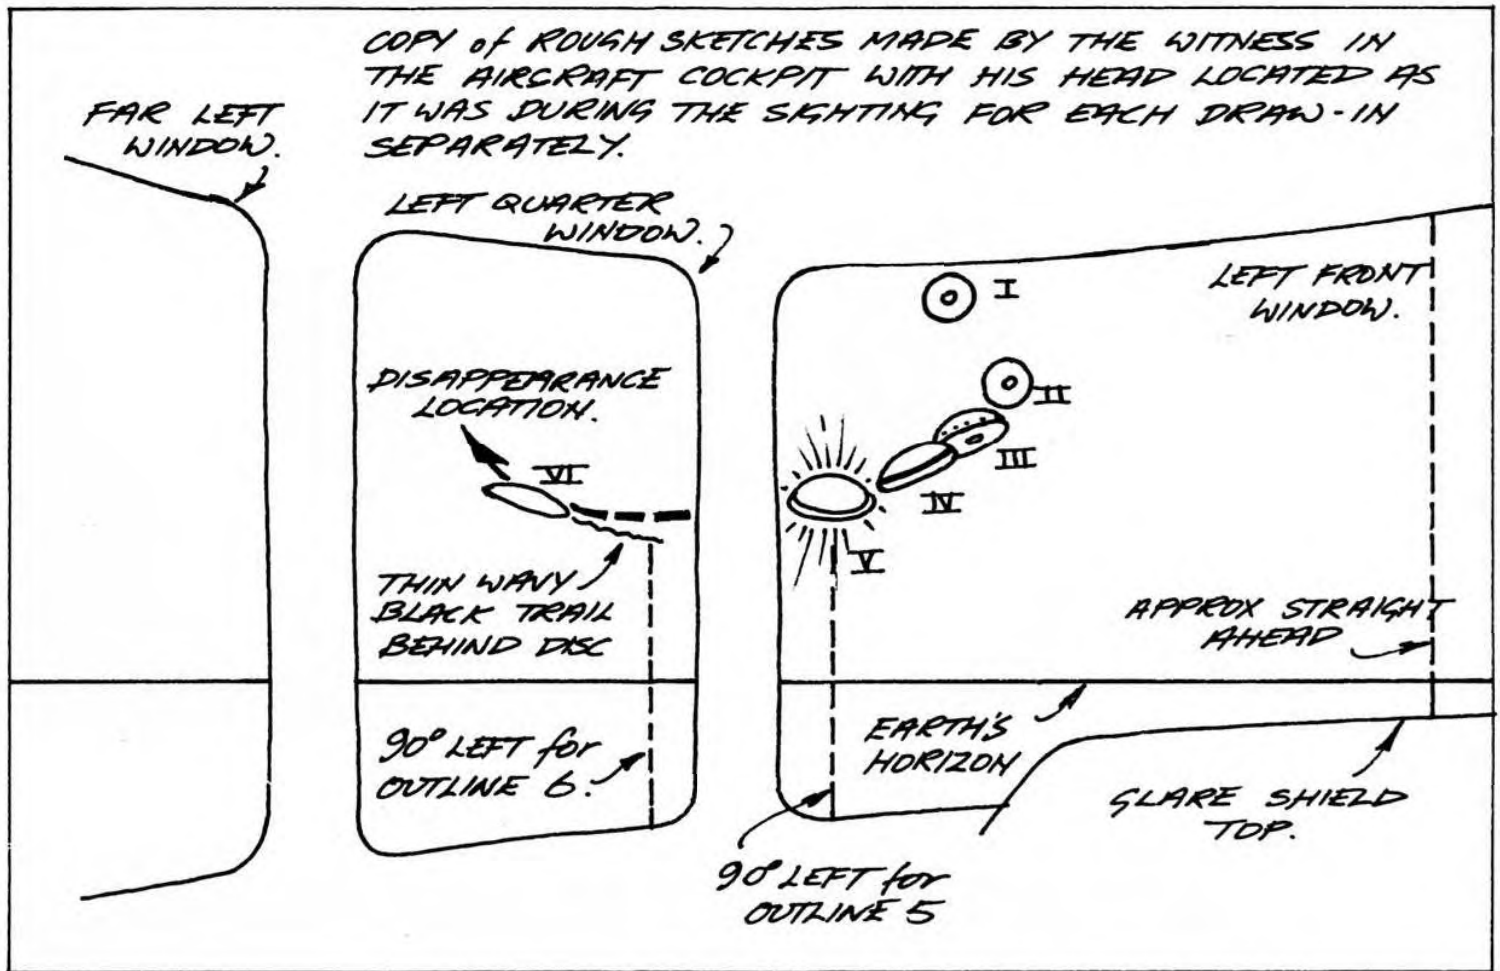 COPY of ROUGH SKETCHES MADE BY THE WITNESS IN
THE AIRCRAFT COCKPIT WITH HIS HEAD LOCATED AS
IT WAS DURING THE SIGHTING FOR EACH DRAW-IN
SEPARATELY.
FAR LEFT
WINDOW.
LEFT QUARTER
WINDOW.
LEFT FRONT
WINDOW.
I
II
III
IV
V
DISAPPEARANCE
LOCATION.
VI
THIN WAVY
BLACK TRAIL
BEHIND DISC
APPROX STRAIGHT
AHEAD
90° LEFT for
OUTLINE 6.
EARTH'S
HORIZON
GLARE SHIELD
TOP.
90° LEFT for
OUTLINE 5